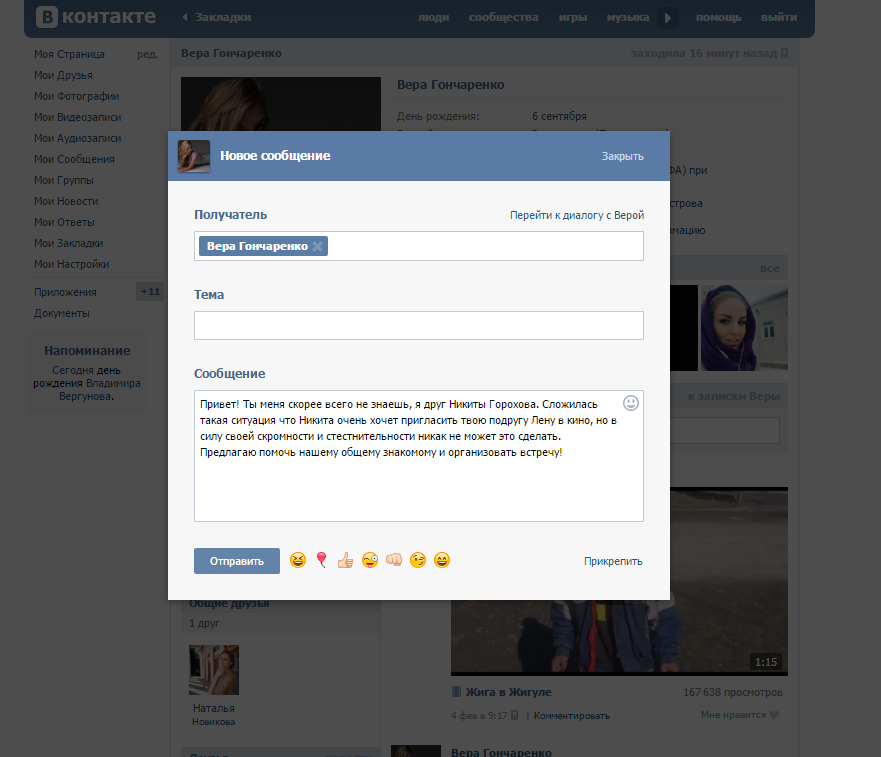 В контакте
Закладки
люди сообщества игры музыка помощь выйти
Моя Страница ред.
Мои Друзья
Мои Фотографии
Мои Видеозаписи
Мои Аудиозаписи
Мои Сообщения
Мои Группы
Мои Новости
Мои Ответы
Мои Закладки
Мои Настройки
Приложения +11
Документы
Напоминание
Сегодня день
рождения Владимира
Вергунова.
Вера Гончаренко заходила 16 минут назад
Вера Гончаренко
День рождения: 6 сентября
ФА) при
строва
мацию
все
к записям Веры
Новое сообщение Закрыть
Получатель Перейти к диалогу с Верой
Вера Гончаренко
Тема
Сообщение
Привет! Ты меня скорее всего не знаешь, я друг Никиты Горохова. Сложилась
такая ситуация что Никита очень хочет пригласить твою подругу Лену в кино, но в
силу своей скромности и стестнительности никак не может это сделать.
Предлагаю помочь нашему общему знакомому и организовать встречу!
Отправить Прикрепить
Общие друзья
1 друг
Наталья
Новикова
1:15
Жига в Жигуле 167 638 просмотров
4 фев в 9:17 | Комментировать Мне нравится
Вера Гончаренко